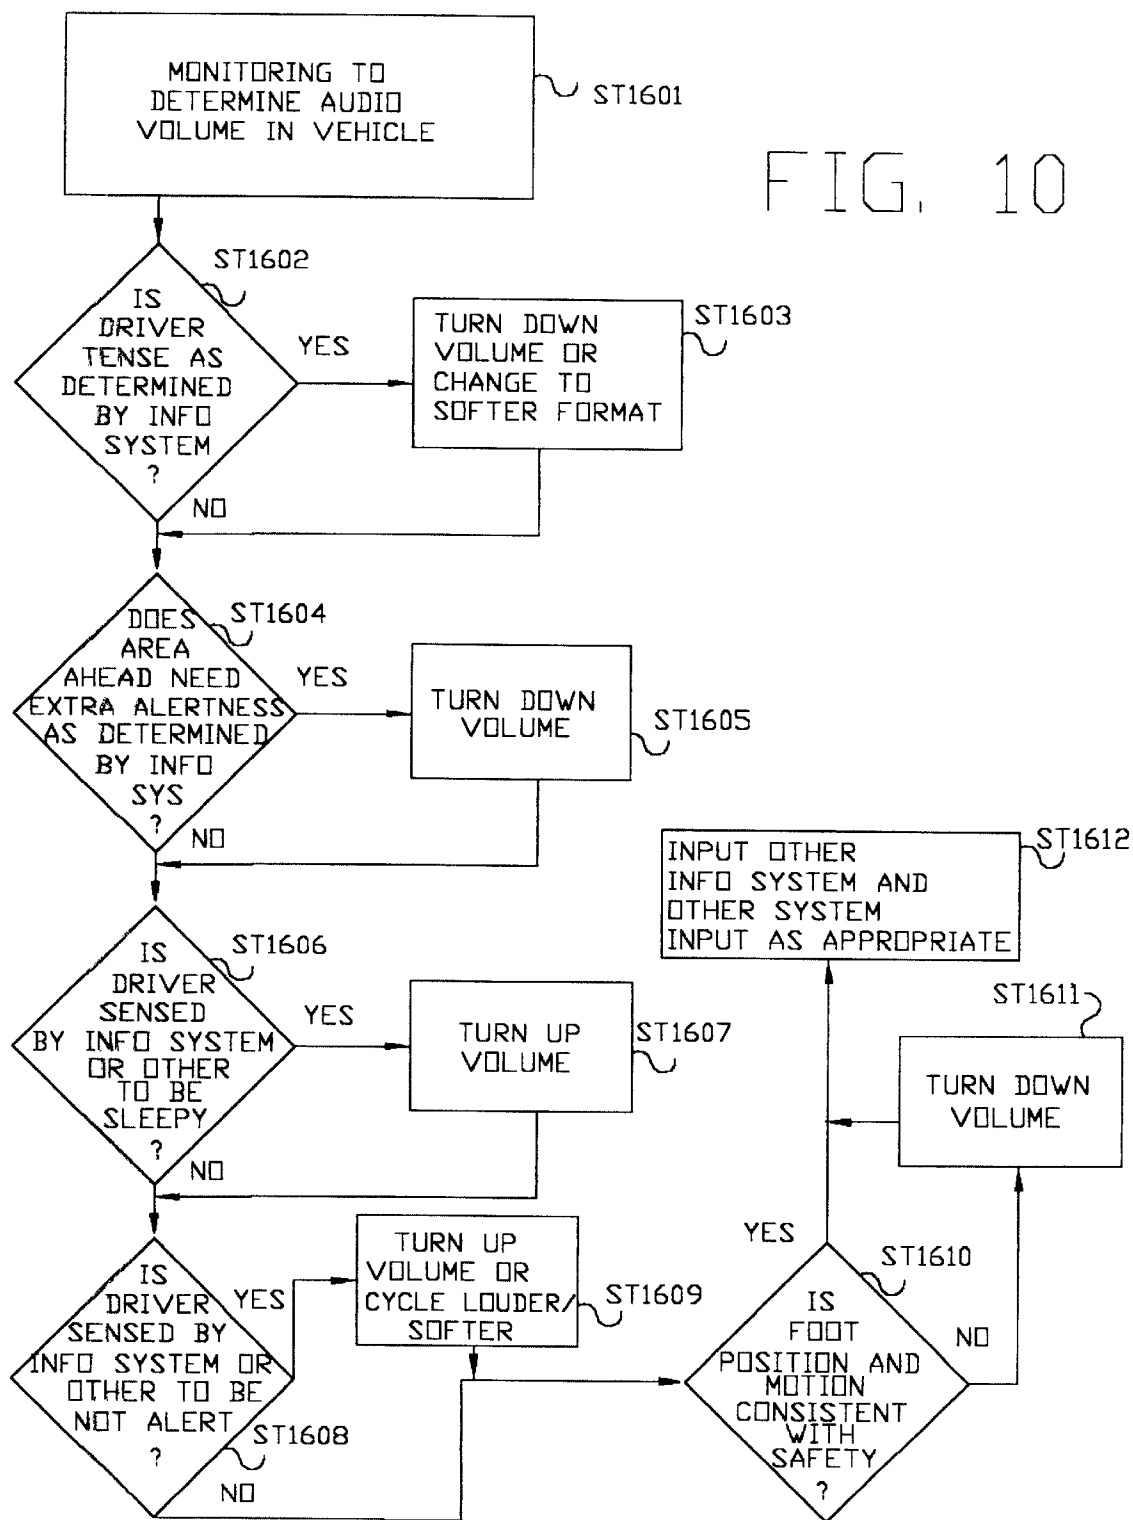 MONITORING TO
DETERMINE AUDIO
VOLUME IN VEHICLE
ST1601
FIG. 10
ST1602
IS
DRIVER
TENSE AS
DETERMINED
BY INFO
SYSTEM
?
YES
NO
TURN DOWN
VOLUME OR
CHANGE TO
SOFTER FORMAT
ST1603
DOES
AREA
AHEAD NEED
EXTRA ALERTNESS
AS DETERMINED
BY INFO
SYS
?
ST1604
YES
NO
TURN DOWN
VOLUME
ST1605
IS
DRIVER
SENSED
BY INFO SYSTEM
OR OTHER
TO BE
SLEEPY
?
ST1606
YES
NO
TURN UP
VOLUME
ST1607
IS
DRIVER
SENSED BY
INFO SYSTEM OR
OTHER TO BE
NOT ALERT
?
YES
ST1608
NO
TURN UP
VOLUME OR
CYCLE LOUDER/
SOFTER
ST1609
IS
FOOT
POSITION AND
MOTION
CONSISTENT
WITH
SAFETY
?
ST1610
YES
NO
TURN DOWN
VOLUME
ST1611
INPUT OTHER
INFO SYSTEM AND
OTHER SYSTEM
INPUT AS APPROPRIATE
ST1612